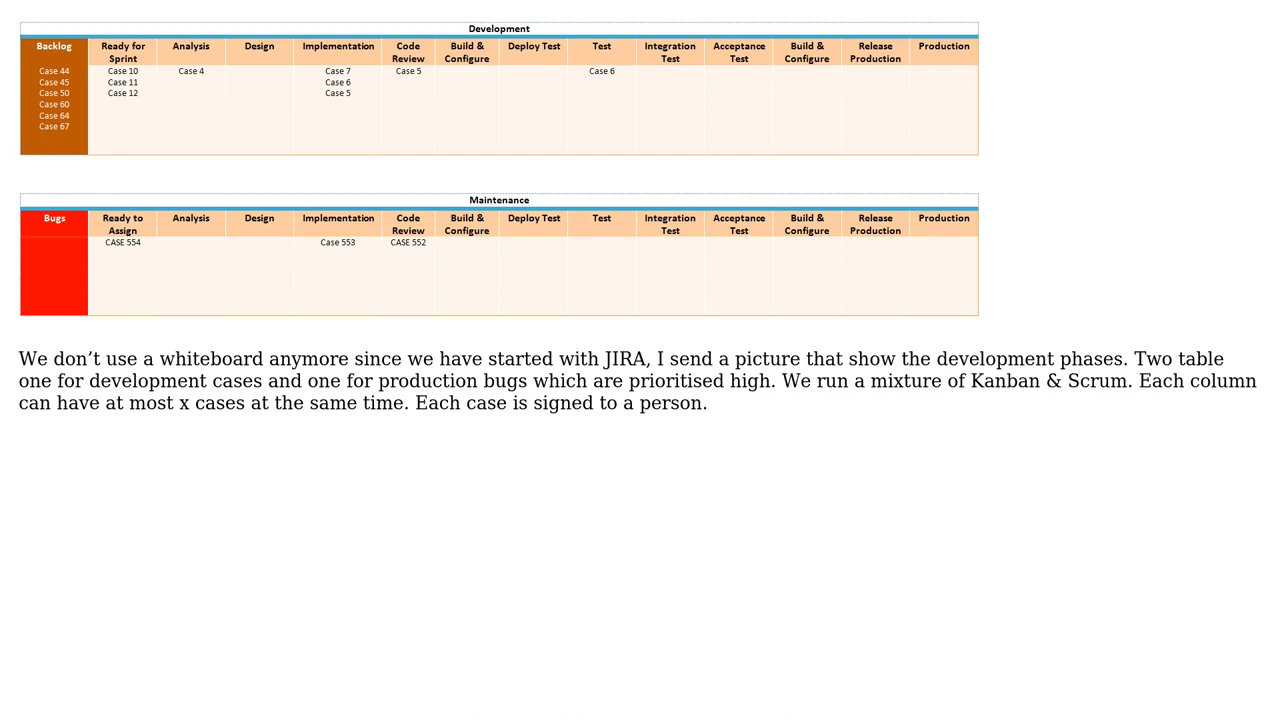 Development
Backlog Ready for Sprint Analysis Design Implementation Code Review Build & Configure Deploy Test Test Integration Test Acceptance Test Build & Configure Release Production Production
Case 44 Case 10 Case 4 Case 7 Case 5 Case 6
Case 45 Case 11 Case 6
Case 50 Case 12 Case 5
Case 60
Case 64
Case 67
Maintenance
Bugs Ready to Assign Analysis Design Implementation Code Review Build & Configure Deploy Test Test Integration Test Acceptance Test Build & Configure Release Production Production
CASE 554 Case 553 CASE 552
We don’t use a whiteboard anymore since we have started with JIRA, I send a picture that show the development phases. Two table
one for development cases and one for production bugs which are prioritised high. We run a mixture of Kanban & Scrum. Each column
can have at most x cases at the same time. Each case is signed to a person.